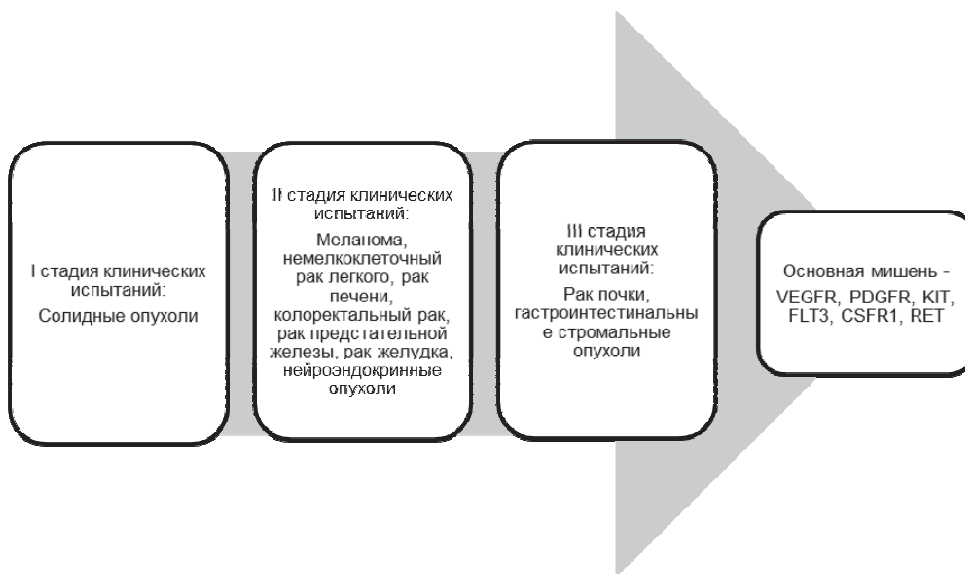 I стадия клинических
испытаний:
Солидные опухоли
II стадия клинических
испытаний:
Меланома,
немелкоклеточный
рак легкого, рак
печени,
колоректальный рак,
рак предстательной
железы, рак желудка,
нейроэндокринные
опухоли
III стадия
клинических
испытаний:
Рак почки,
гастроинтестинальны
е стромальные
опухоли
Основная мишень -
VEGFR, PDGFR, KIT,
FLT3, CSFR1, RET